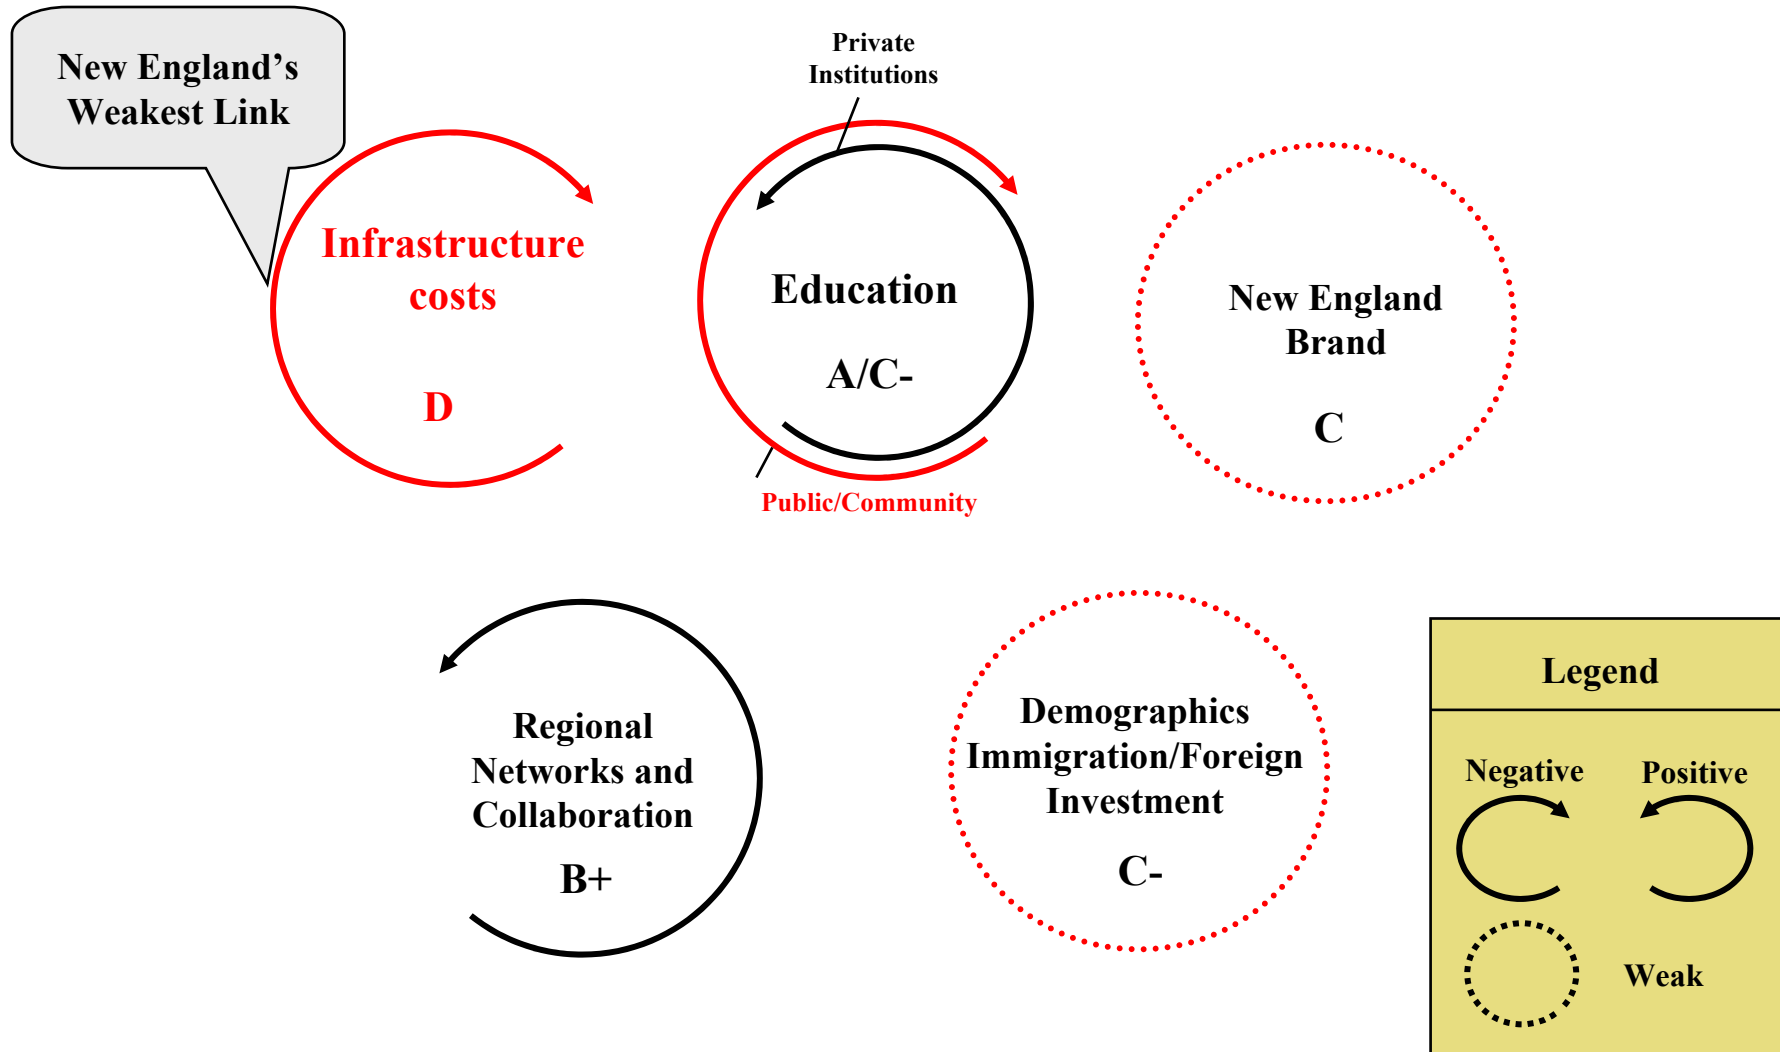 New England’s
Weakest Link
Infrastructure
costs
D
Private
Institutions
Education
A/C-
Public/Community
New England
Brand
C
Regional
Networks and
Collaboration
B+
Demographics
Immigration/Foreign
Investment
C-
Legend
Negative
Positive
Weak